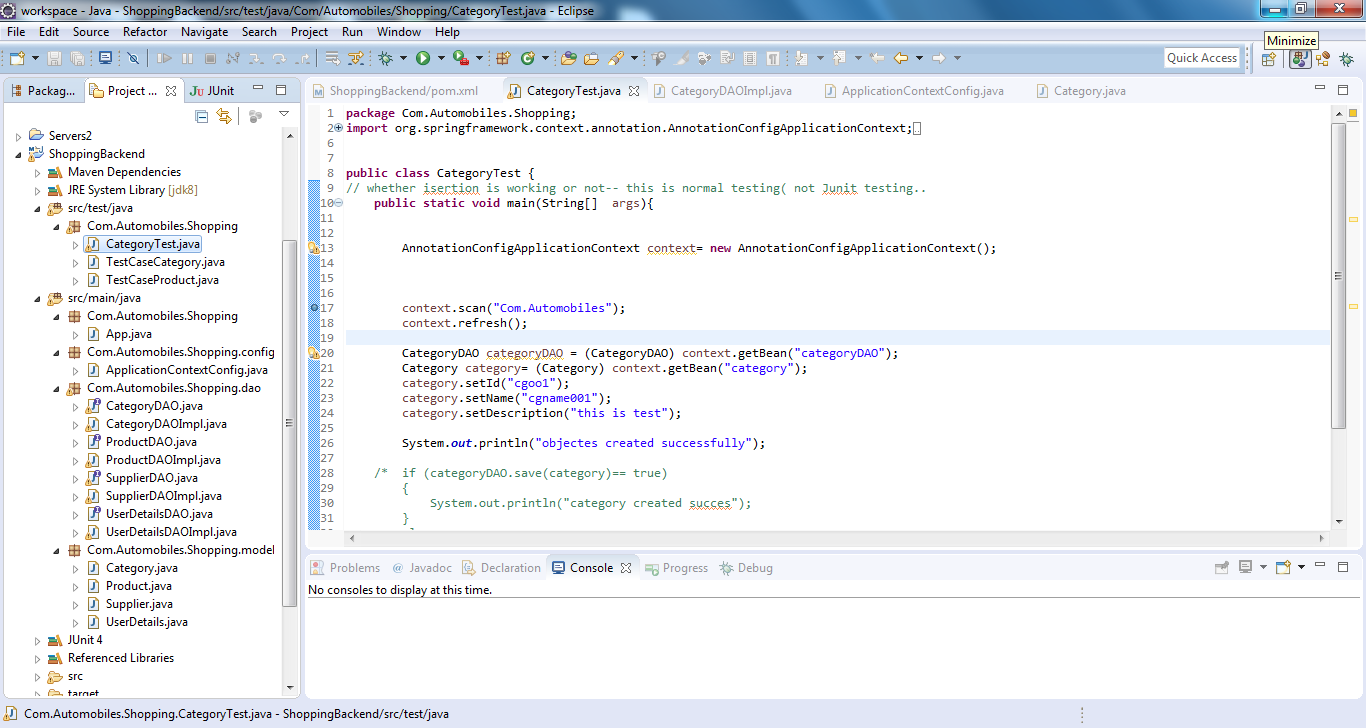 workspace - Java - ShoppingBackend/src/test/java/Com/Automobiles/Shopping/CategoryTest.java - Eclipse
File Edit Source Refactor Navigate Search Project Run Window Help
Minimize
Quick Access
Packag... Project ... JUnit
ShoppingBackend/pom.xml CategoryTest.java CategoryDAOImpl.java ApplicationContextConfig.java Category.java
Servers2
ShoppingBackend
Maven Dependencies
JRE System Library [jdk8]
src/test/java
Com.Automobiles.Shopping
CategoryTest.java
TestCaseCategory.java
TestCaseProduct.java
src/main/java
Com.Automobiles.Shopping
App.java
Com.Automobiles.Shopping.config
ApplicationContextConfig.java
Com.Automobiles.Shopping.dao
CategoryDAO.java
CategoryDAOImpl.java
ProductDAO.java
ProductDAOImpl.java
SupplierDAO.java
SupplierDAOImpl.java
UserDetailsDAO.java
UserDetailsDAOImpl.java
Com.Automobiles.Shopping.model
Category.java
Product.java
Supplier.java
UserDetails.java
JUnit 4
Referenced Libraries
src
target
1 package Com.Automobiles.Shopping;
2 import org.springframework.context.annotation.AnnotationConfigApplicationContext;
6
7
8 public class CategoryTest {
9 // whether isertion is working or not-- this is normal testing( not Junit testing..
10 public static void main(String[] args){
11
12
13 AnnotationConfigApplicationContext context= new AnnotationConfigApplicationContext();
14
15
16
17 context.scan("Com.Automobiles");
18 context.refresh();
19
20 CategoryDAO categoryDAO = (CategoryDAO) context.getBean("categoryDAO");
21 Category category= (Category) context.getBean("category");
22 category.setId("cgoo1");
23 category.setName("cgname001");
24 category.setDescription("this is test");
25
26 System.out.println("objectes created successfully");
27
28 /* if (categoryDAO.save(category)== true)
29 {
30 System.out.println("category created succes");
31 }
Problems Javadoc Declaration Console Progress Debug
No consoles to display at this time.
Com.Automobiles.Shopping.CategoryTest.java - ShoppingBackend/src/test/java